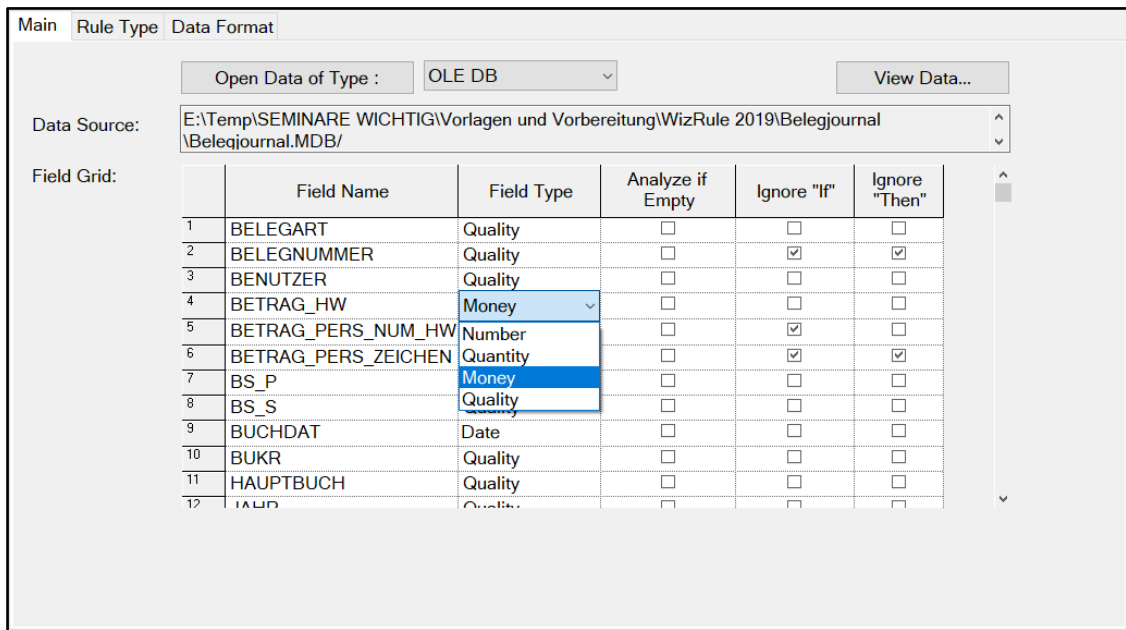 Main Rule Type Data Format
Open Data of Type : OLE DB View Data...
Data Source: E:\Temp\SEMINARE WICHTIG\Vorlagen und Vorbereitung\WizRule 2019\Belegjournal
\Belegjournal.MDB/
Field Grid:
Field Name Field Type Analyze if Empty Ignore "If" Ignore "Then"
1 BELEGART Quality
2 BELEGNUMMER Quality
3 BENUTZER Quality
4 BETRAG_HW Money
5 BETRAG_PERS_NUM_HW Number
6 BETRAG_PERS_ZEICHEN Quantity
7 BS_P Money
8 BS_S Quality
9 BUCHDAT Date
10 BUKR Quality
11 HAUPTBUCH Quality
12 JAHR Quality